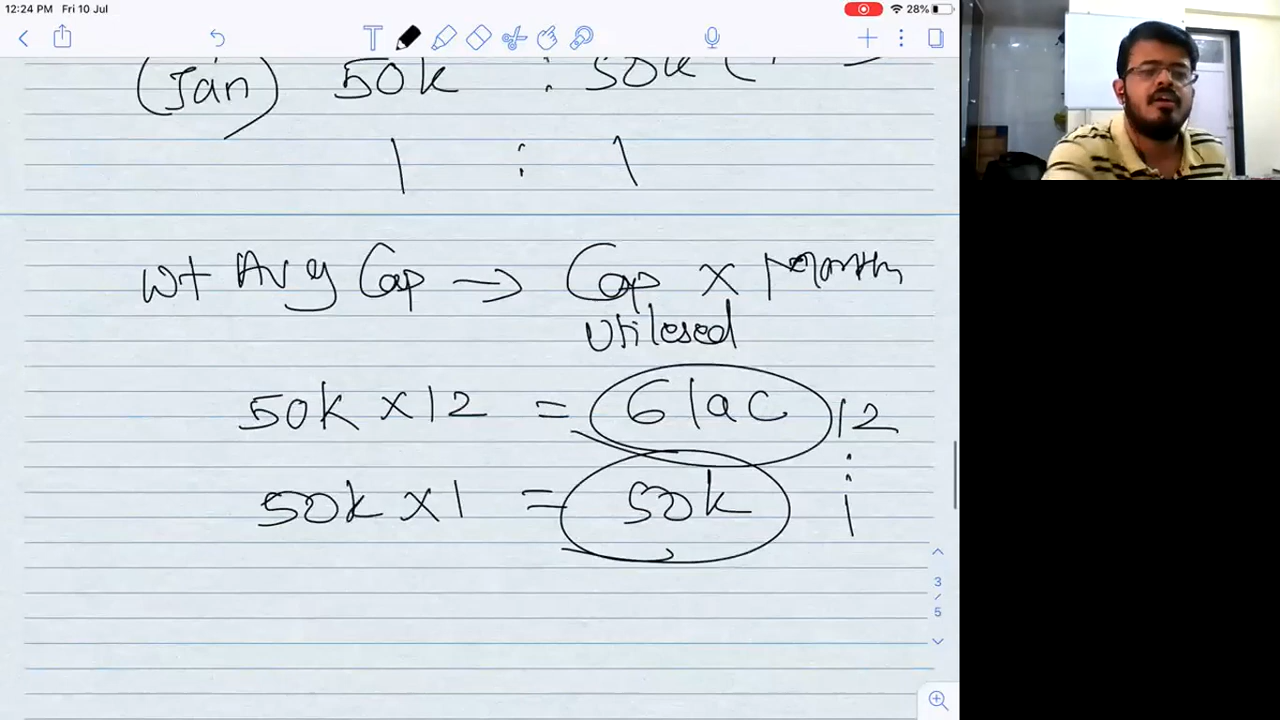 12:24 PM Fri 10 Jul 28%
T
(Jan) 50k : 50k
1 : 1
Wt Avg Cap → Cap × Month
Utilised
50k × 12 = 6 lac 12
:
50k × 1 = 50k 1
3
/
5